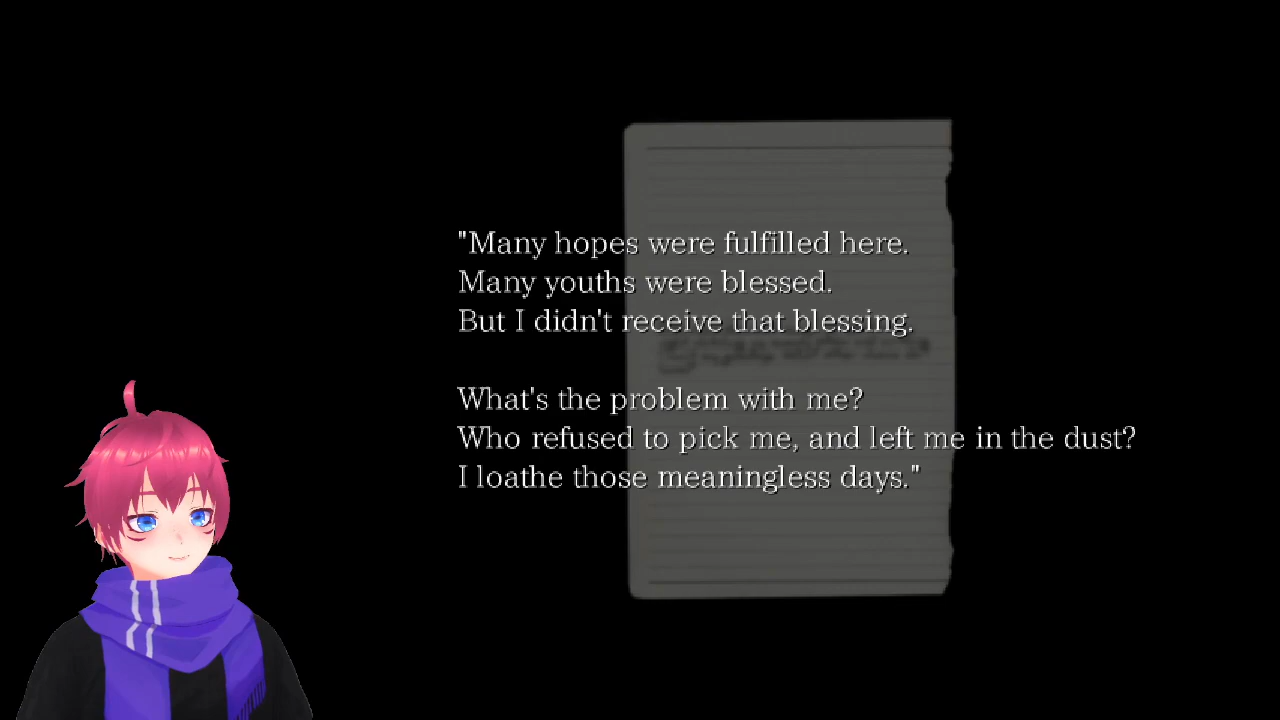 "Many hopes were fulfilled here.
Many youths were blessed.
But I didn't receive that blessing.
What's the problem with me?
Who refused to pick me, and left me in the dust?
I loathe those meaningless days."